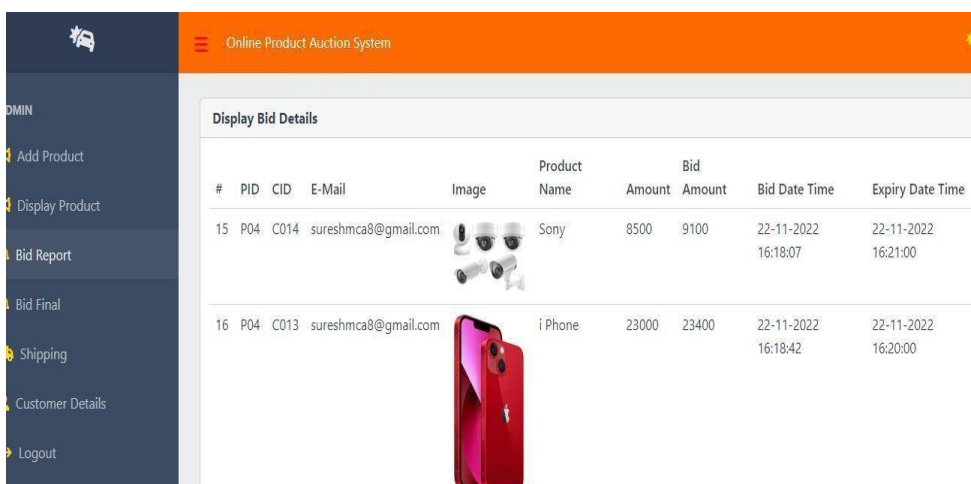 Online Product Auction System
DMIN
Add Product
Display Product
Bid Report
Bid Final
Shipping
Customer Details
Logout
Display Bid Details
# PID CID E-Mail Image Product Name Amount Bid Amount Bid Date Time Expiry Date Time
15 P04 C014 sureshmca8@gmail.com Sony 8500 9100 22-11-2022 16:18:07 22-11-2022 16:21:00
16 P04 C013 sureshmca8@gmail.com i Phone 23000 23400 22-11-2022 16:18:42 22-11-2022 16:20:00